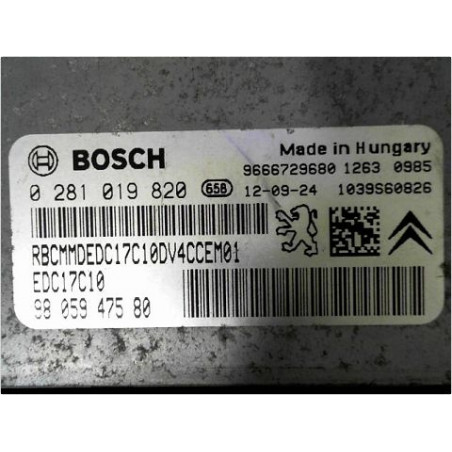 BOSCH
Made in Hungary
9666729680 1263 0985
0 281 019 820 658 12-09-24 1039S60826
RBCMMDEDC17C10DV4CCEM01
EDC17C10
98 059 475 80